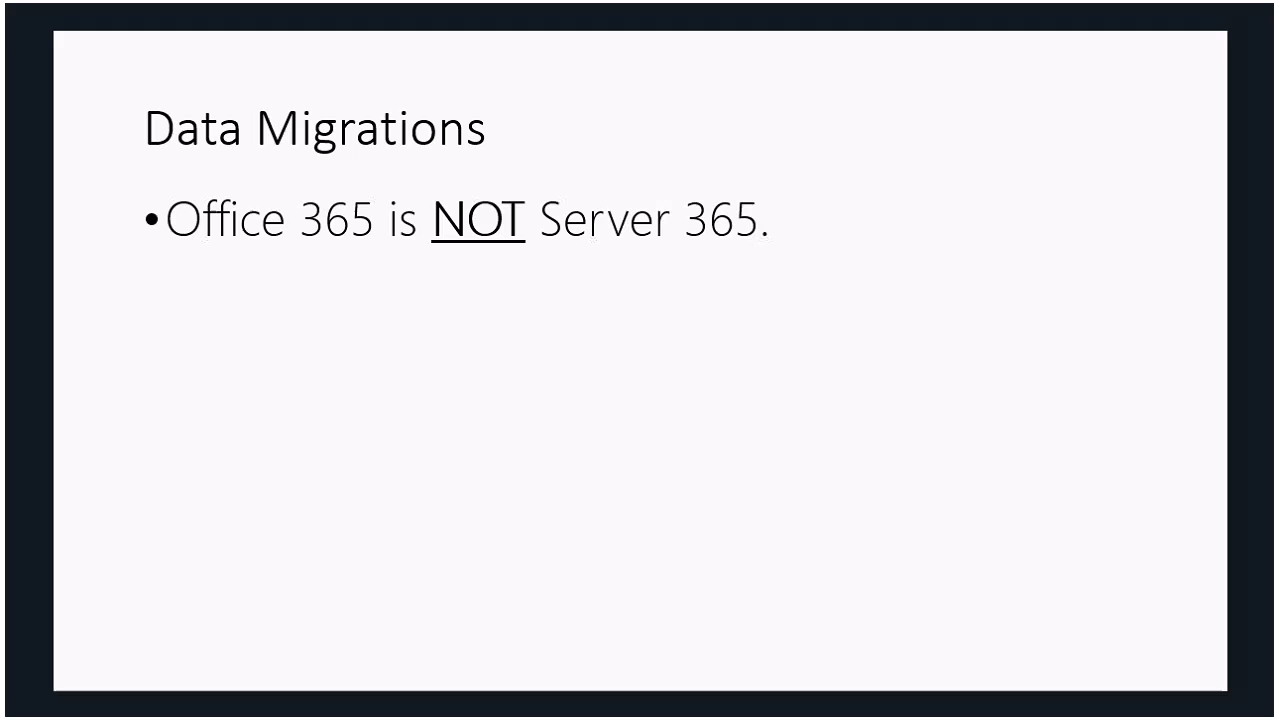 Data Migrations
•Office 365 is NOT Server 365.